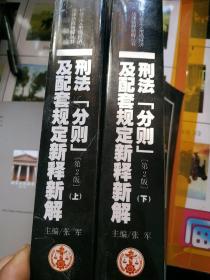 刑法「分则」
及配套规定新释新解
〔第2版〕
(上)
主编/张军
刑法「分则」
及配套规定新释新解
〔第2版〕
(下)
主编/张军